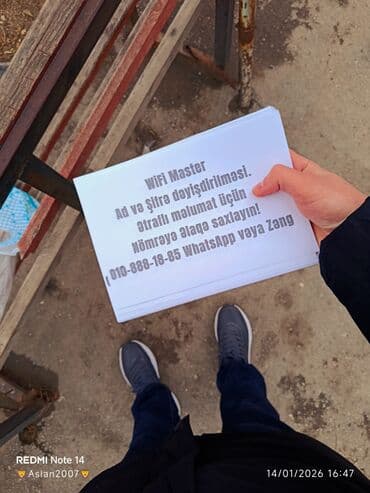 WiFi Master
Ad və Şifrə dəyişdirilməsi.
Ətraflı məlumat üçün
Nömrəyə Əlaqə saxlayın!
(010-888-18-85 WhatsApp vəya Zəng
REDMI Note 14
Aslan2007
14/01/2026 16:47